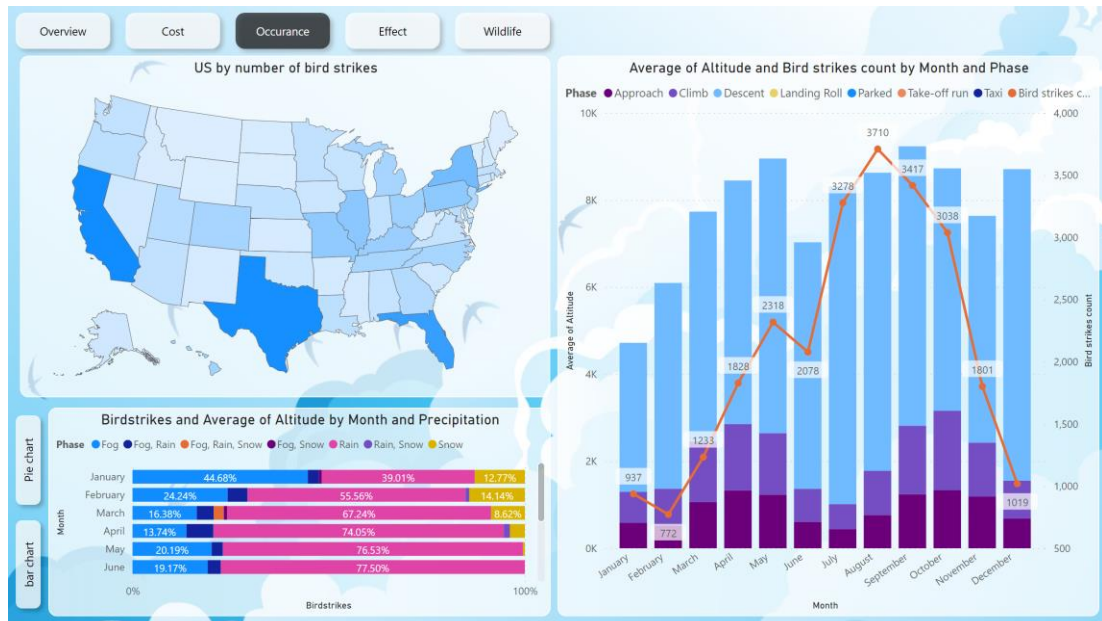 Overview Cost Occurance Effect Wildlife
US by number of bird strikes
Birdstrikes and Average of Altitude by Month and Precipitation
Phase Fog Fog, Rain Fog, Rain, Snow Fog, Snow Rain Rain, Snow Snow
January 44.68% 39.01% 12.77%
February 24.24% 55.56% 14.14%
March 16.38% 67.24% 8.62%
April 13.74% 74.05%
May 20.19% 76.53%
June 19.17% 77.50%
Month
0% 100%
Birdstrikes
Pie chart
bar chart
Average of Altitude and Bird strikes count by Month and Phase
Phase Approach Climb Descent Landing Roll Parked Take-off run Taxi Bird strikes c...
10K 4,000
3710
3,500
3417
3278
8K
3038
3,000
6K
2,500
2318
2078
2,000
4K
1828
1801
1,500
1233
2K
1019
1,000
937
772
0K 500
Average of Altitude
Bird strikes count
January February March April May June July August September October November December
Month